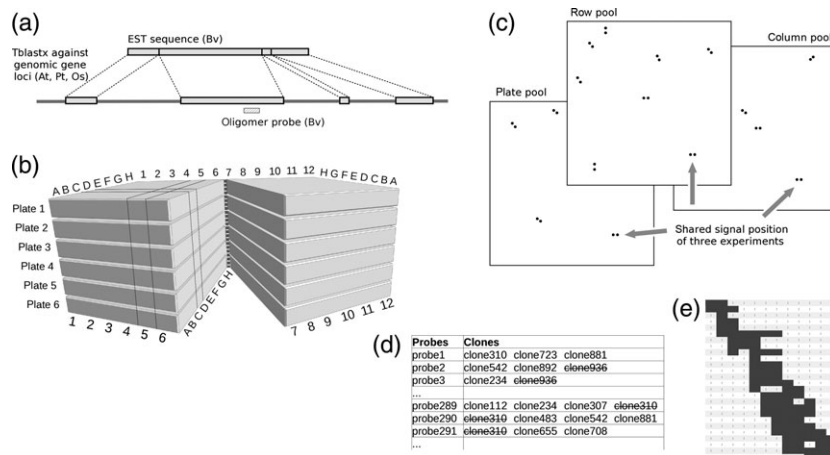 (a)
EST sequence (Bv)
Tblastx against
genomic gene
loci (At, Pt, Os)
Oligomer probe (Bv)
(b)
A B C D E F G H 1 2 3 4 5 6 7 8 9 10 11 12 H G F E D C B A
Plate 1
Plate 2
Plate 3
Plate 4
Plate 5
Plate 6
1 2 3 4 5 6
A B C D E F G H
7 8 9 10 11 12
(c)
Row pool
Column pool
Plate pool
Shared signal position
of three experiments
(d)
Probes Clones
probe1 clone310 clone723 clone881
probe2 clone542 clone892 clone936
probe3 clone234 clone936
...
probe289 clone112 clone234 clone307 clone310
probe290 clone310 clone483 clone542 clone881
probe291 clone310 clone655 clone708
...
(e)